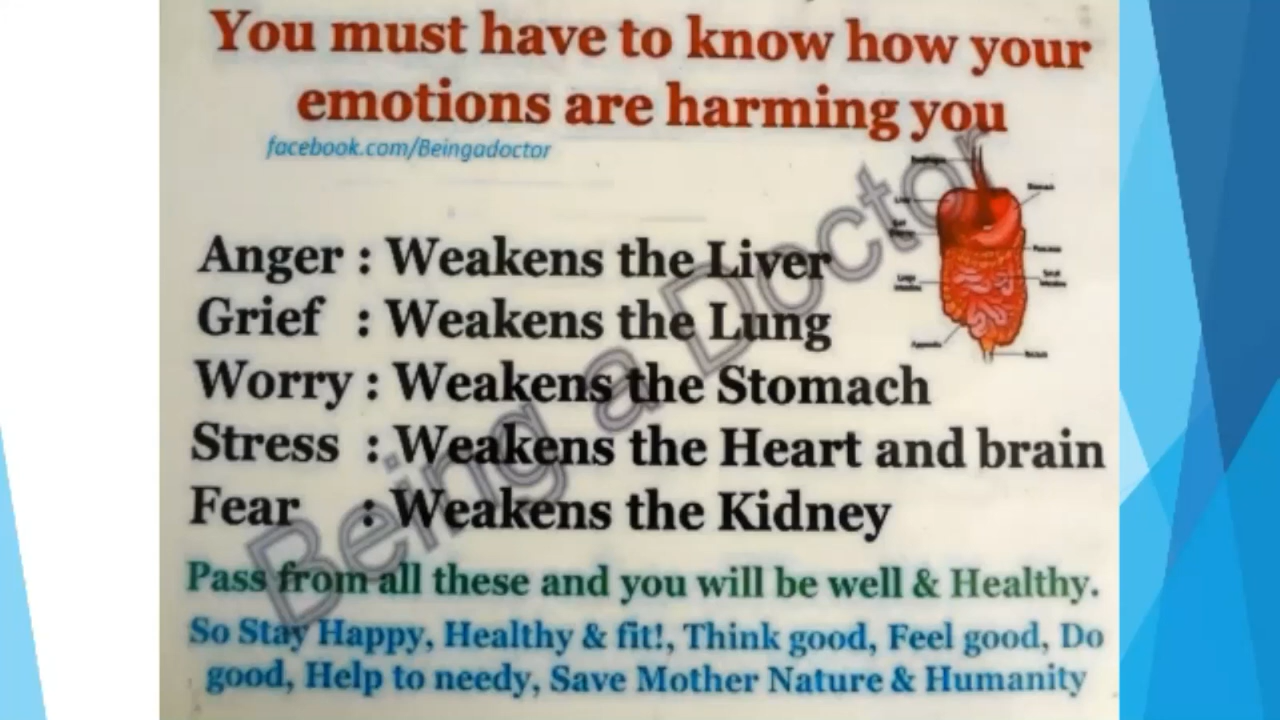 You must have to know how your
emotions are harming you
facebook.com/Beingadoctor
Anger : Weakens the Liver
Grief : Weakens the Lung
Worry : Weakens the Stomach
Stress : Weakens the Heart and brain
Fear : Weakens the Kidney
Pass from all these and you will be well & Healthy.
So Stay Happy, Healthy & fit!, Think good, Feel good, Do
good, Help to needy, Save Mother Nature & Humanity
Being a Doctor